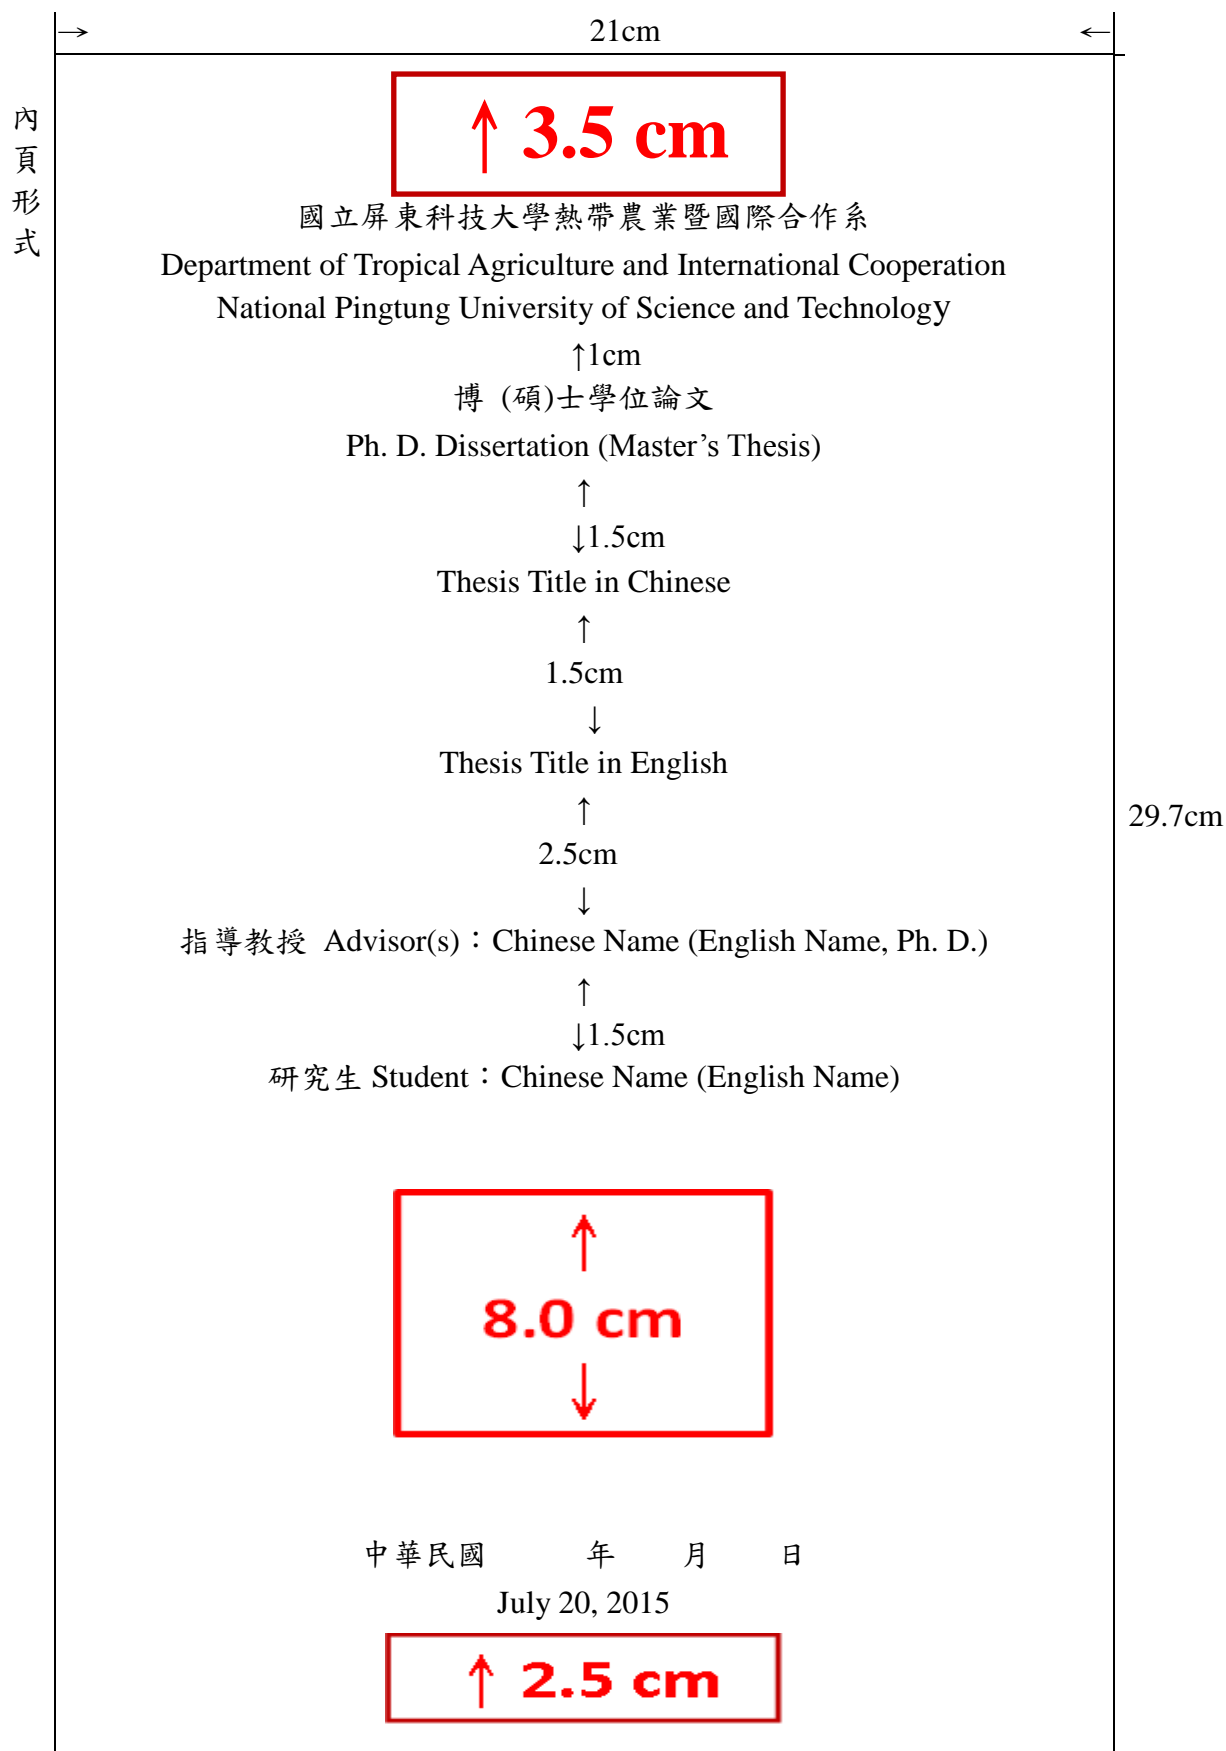 → 21cm ←
內頁形式
↑ 3.5 cm
國立屏東科技大學熱帶農業暨國際合作系
Department of Tropical Agriculture and International Cooperation
National Pingtung University of Science and Technology
↑1cm
博 (碩)士學位論文
Ph. D. Dissertation (Master’s Thesis)
↑
↓1.5cm
Thesis Title in Chinese
↑
1.5cm
↓
Thesis Title in English
↑
29.7cm
2.5cm
↓
指導教授 Advisor(s)：Chinese Name (English Name, Ph. D.)
↑
↓1.5cm
研究生 Student：Chinese Name (English Name)
↑
8.0 cm
↓
中華民國 年 月 日
July 20, 2015
↑ 2.5 cm